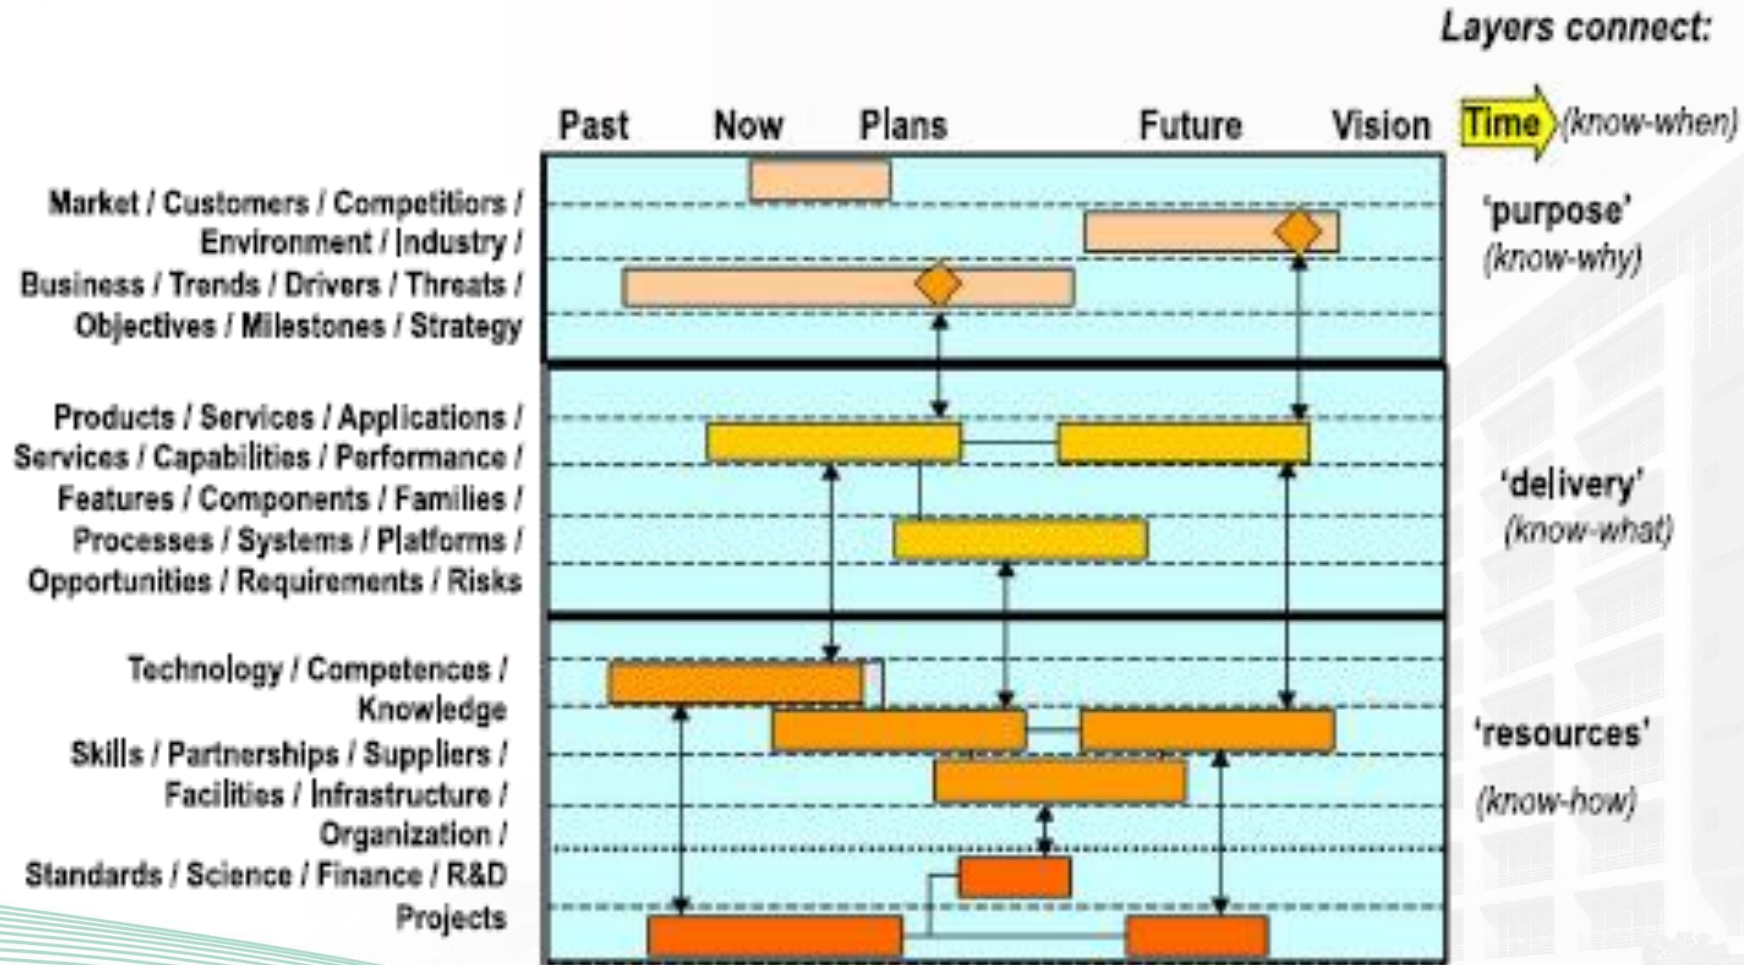 Layers connect:
Past Now Plans Future Vision Time (know-when)
Market / Customers / Competitiors /
Environment / Industry /
Business / Trends / Drivers / Threats /
Objectives / Milestones / Strategy
'purpose'
(know-why)
Products / Services / Applications /
Services / Capabilities / Performance /
Features / Components / Families /
Processes / Systems / Platforms /
Opportunities / Requirements / Risks
'delivery'
(know-what)
Technology / Competences /
Knowledge
Skills / Partnerships / Suppliers /
Facilities / Infrastructure /
Organization /
Standards / Science / Finance / R&D
Projects
'resources'
(know-how)